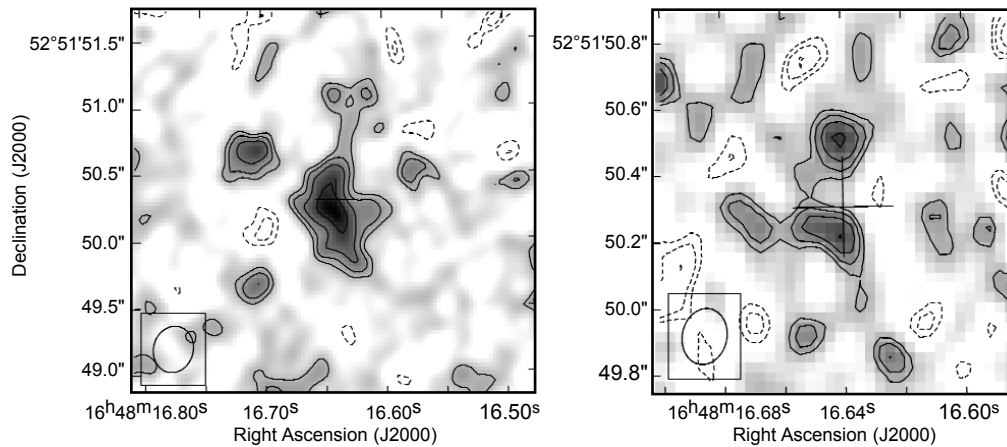 Declination (J2000)
52°51'51.5"
51.0"
50.5"
50.0"
49.5"
49.0"
16ʰ48ᵐ16.80ˢ
16.70ˢ
16.60ˢ
16.50ˢ
Right Ascension (J2000)
52°51'50.8"
50.6"
50.4"
50.2"
50.0"
49.8"
16ʰ48ᵐ16.68ˢ
16.64ˢ
16.60ˢ
Right Ascension (J2000)